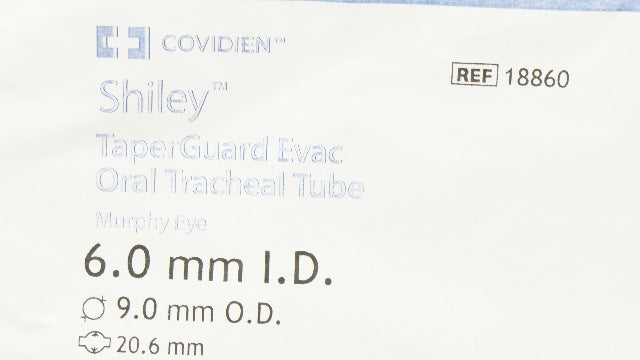 COVIDIEN™
REF 18860
Shiley™
TaperGuard Evac
Oral Tracheal Tube
Murphy Eye
6.0 mm I.D.
9.0 mm O.D.
20.6 mm